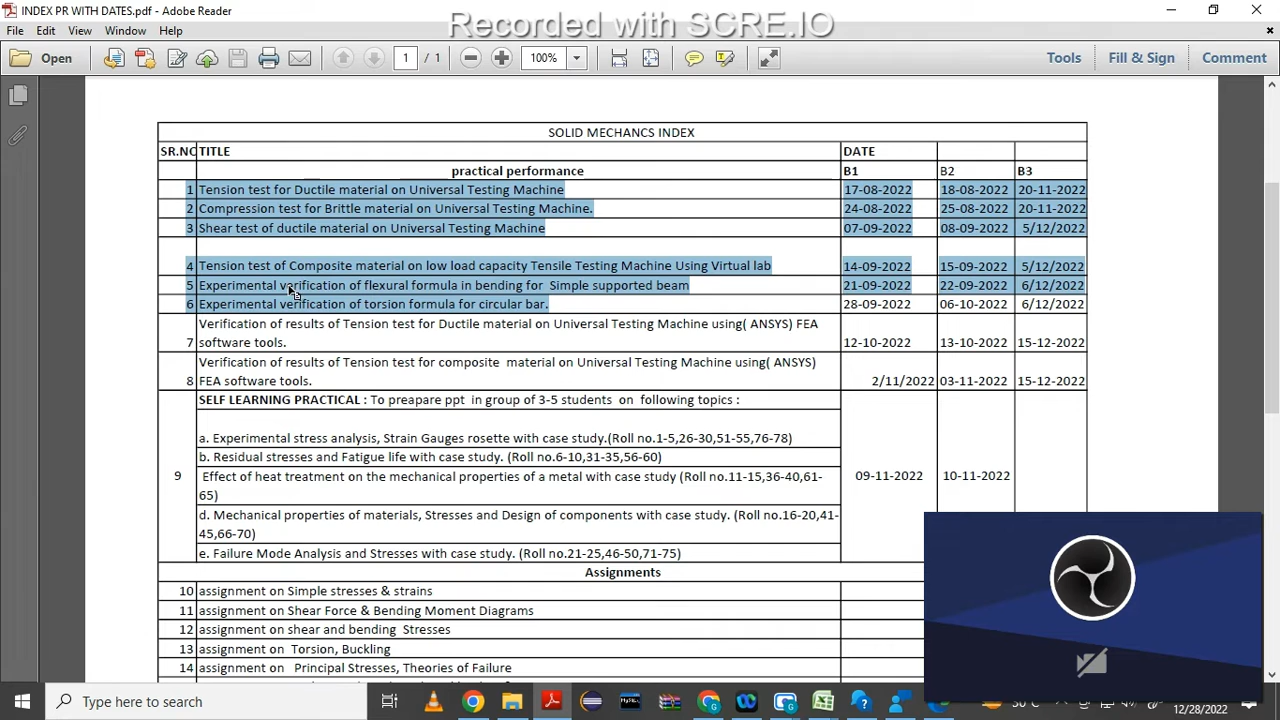 INDEX PR WITH DATES.pdf - Adobe Reader
Recorded with SCRE.IO
File Edit View Window Help
Open 1 / 1 100% Tools Fill & Sign Comment
SOLID MECHANCS INDEX
SR.NO TITLE DATE
practical performance B1 B2 B3
1 Tension test for Ductile material on Universal Testing Machine 17-08-2022 18-08-2022 20-11-2022
2 Compression test for Brittle material on Universal Testing Machine. 24-08-2022 25-08-2022 20-11-2022
3 Shear test of ductile material on Universal Testing Machine 07-09-2022 08-09-2022 5/12/2022
4 Tension test of Composite material on low load capacity Tensile Testing Machine Using Virtual lab 14-09-2022 15-09-2022 5/12/2022
5 Experimental verification of flexural formula in bending for Simple supported beam 21-09-2022 22-09-2022 6/12/2022
6 Experimental verification of torsion formula for circular bar. 28-09-2022 06-10-2022 6/12/2022
Verification of results of Tension test for Ductile material on Universal Testing Machine using( ANSYS) FEA
7 software tools. 12-10-2022 13-10-2022 15-12-2022
Verification of results of Tension test for composite material on Universal Testing Machine using( ANSYS)
8 FEA software tools. 2/11/2022 03-11-2022 15-12-2022
SELF LEARNING PRACTICAL : To preapare ppt in group of 3-5 students on following topics :
a. Experimental stress analysis, Strain Gauges rosette with case study.(Roll no.1-5,26-30,51-55,76-78)
b. Residual stresses and Fatigue life with case study. (Roll no.6-10,31-35,56-60)
9 Effect of heat treatment on the mechanical properties of a metal with case study (Roll no.11-15,36-40,61- 09-11-2022 10-11-2022
65)
d. Mechanical properties of materials, Stresses and Design of components with case study. (Roll no.16-20,41-
45,66-70)
e. Failure Mode Analysis and Stresses with case study. (Roll no.21-25,46-50,71-75)
Assignments
10 assignment on Simple stresses & strains
11 assignment on Shear Force & Bending Moment Diagrams
12 assignment on shear and bending Stresses
13 assignment on Torsion, Buckling
14 assignment on Principal Stresses, Theories of Failure
Type here to search
12/28/2022